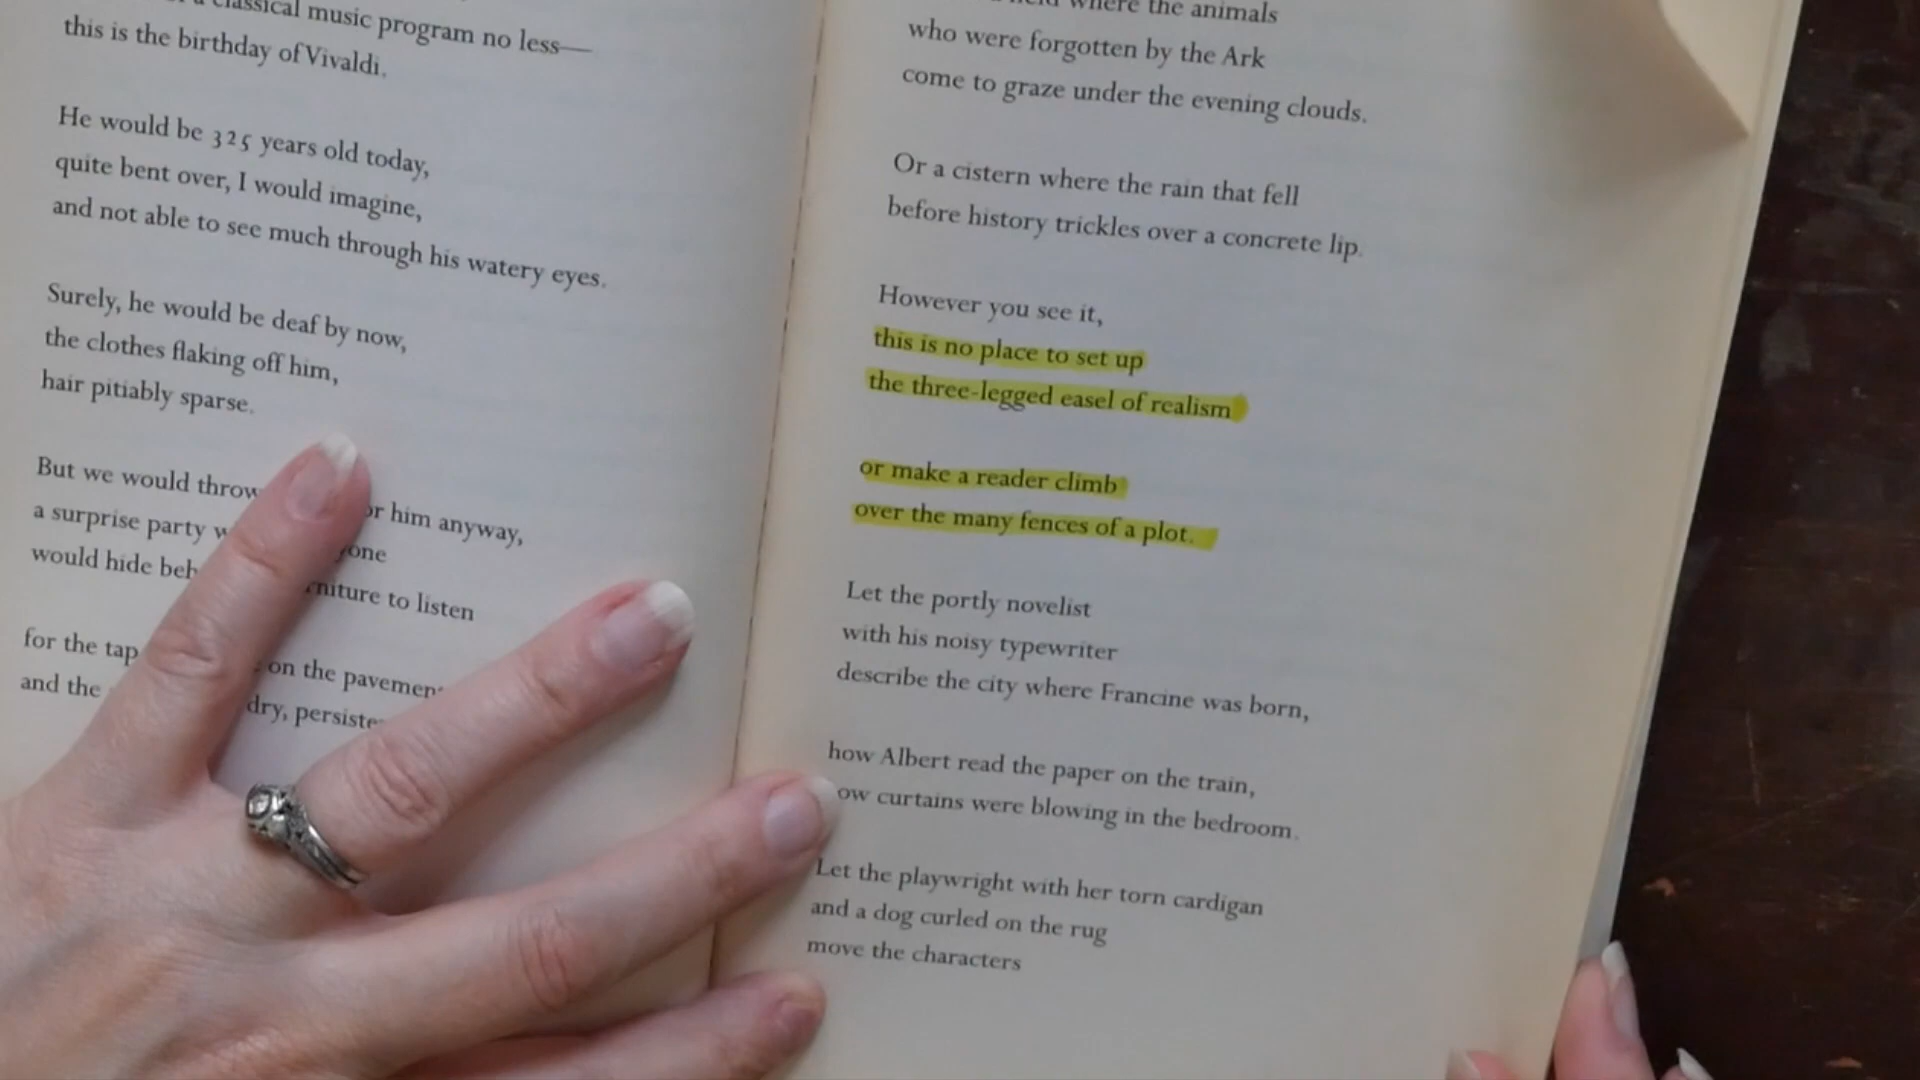 classical music program no less—
this is the birthday of Vivaldi.
He would be 325 years old today,
quite bent over, I would imagine,
and not able to see much through his watery eyes.
Surely, he would be deaf by now,
the clothes flaking off him,
hair pitiably sparse.
But we would throw him anyway,
a surprise party
would hide
to listen
for the tap on the pavement
and the dry,
where the animals
who were forgotten by the Ark
come to graze under the evening clouds.
Or a cistern where the rain that fell
before history trickles over a concrete lip.
However you see it,
this is no place to set up
the three-legged easel of realism
or make a reader climb
over the many fences of a plot.
Let the portly novelist
with his noisy typewriter
describe the city where Francine was born,
how Albert read the paper on the train,
curtains were blowing in the bedroom.
Let the playwright with her torn cardigan
and a dog curled on the rug
move the characters